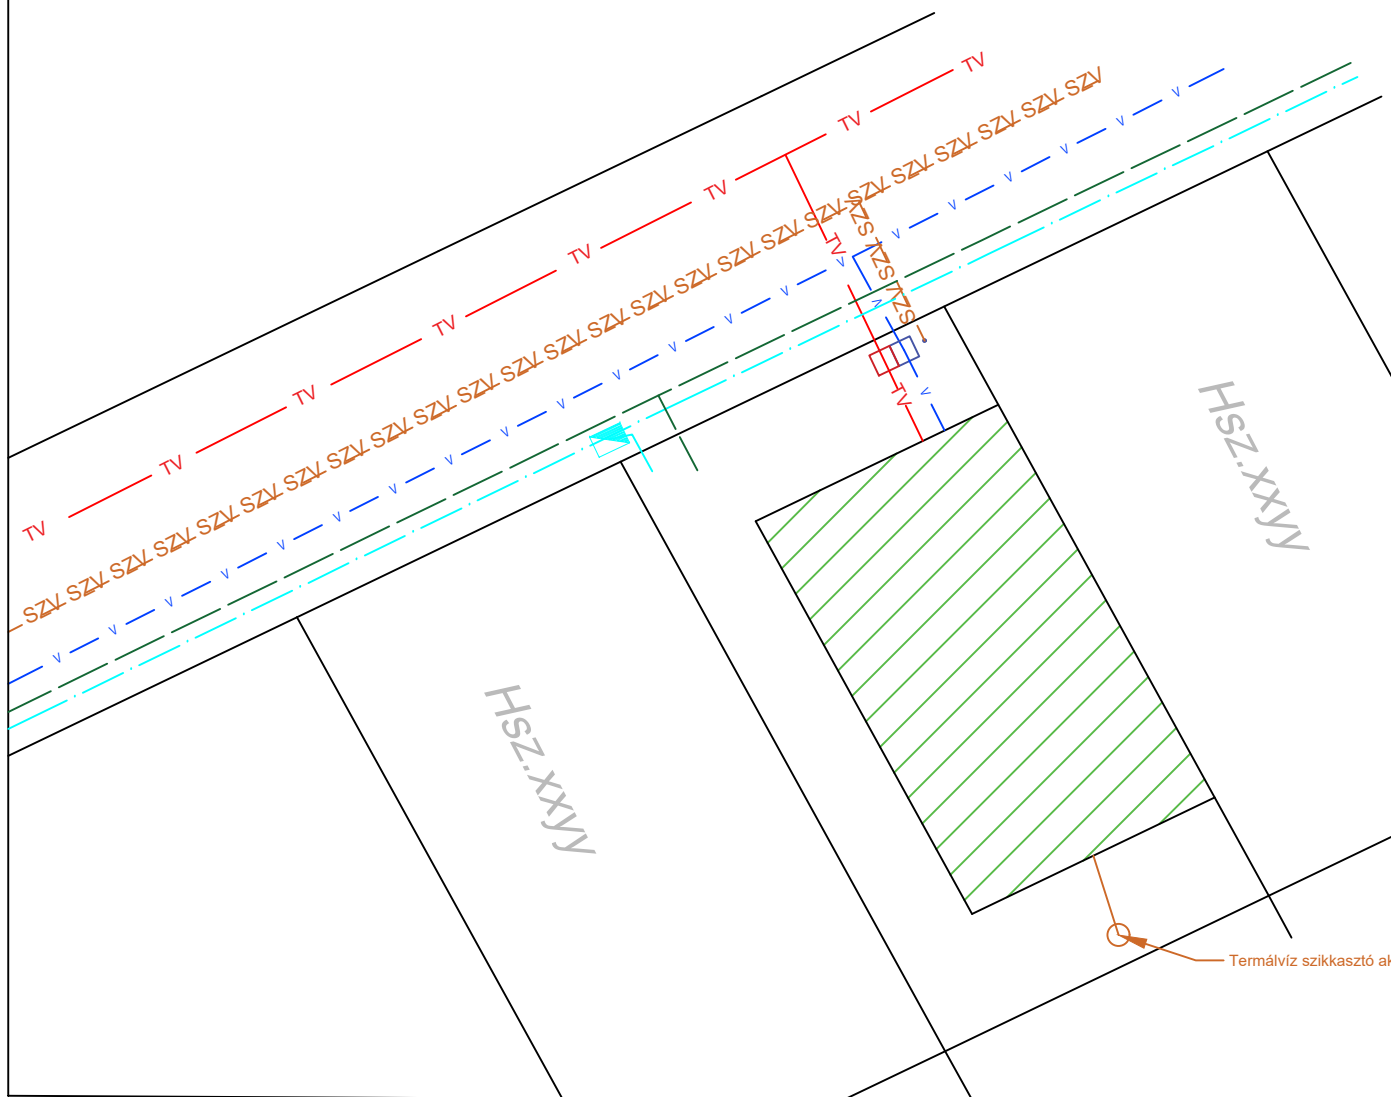 TV TV TV TV TV TV TV TV
SZV SZV SZV SZV SZV SZV SZV SZV SZV SZV SZV SZV SZV SZV SZV SZV SZV SZV SZV SZV SZV SZV SZV SZV SZV
V V V V V V V V V V V V V V V V V V V V V
TV TV
SZV SZV SZV
V V
Hsz.xxyy
Hsz.xxyy
Termálvíz szikkasztó ak